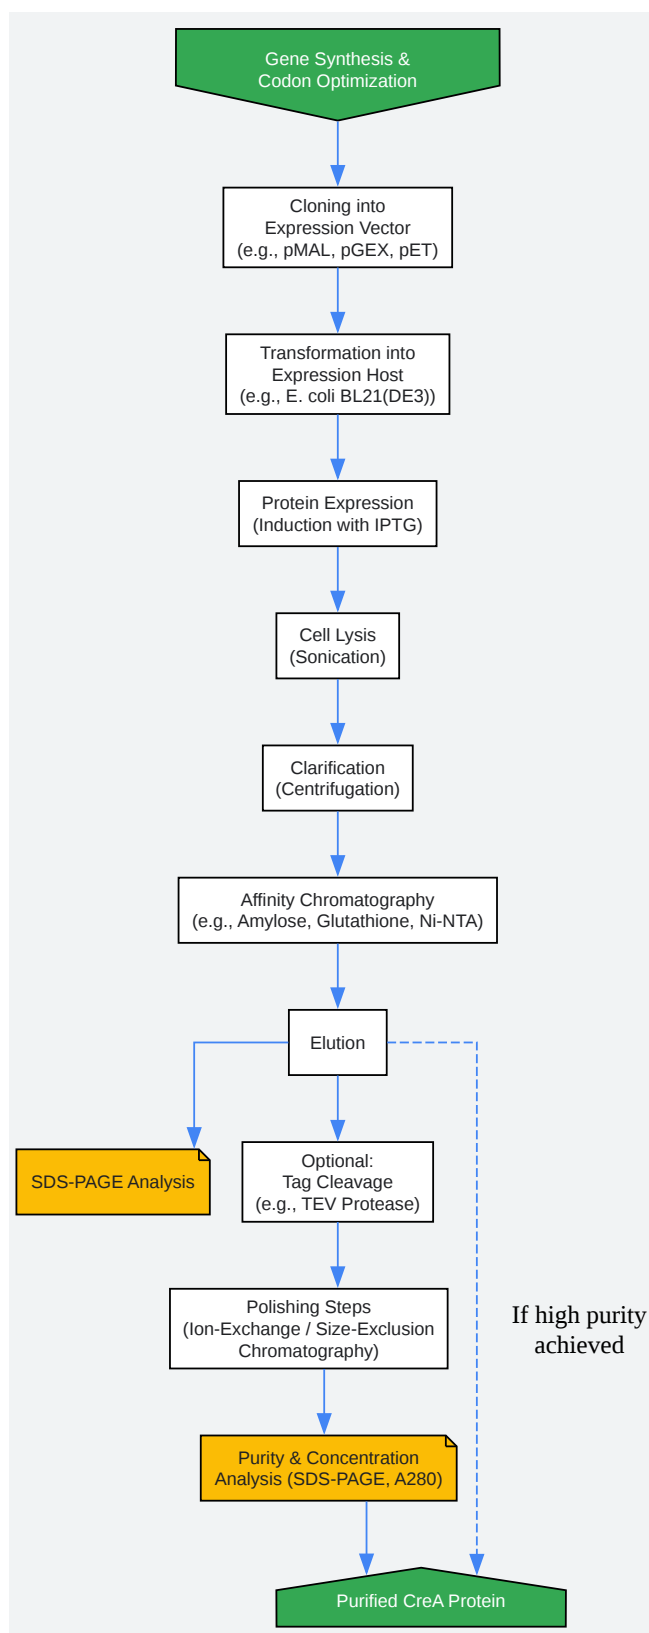 Gene Synthesis &
Codon Optimization
Cloning into
Expression Vector
(e.g., pMAL, pGEX, pET)
Transformation into
Expression Host
(e.g., E. coli BL21(DE3))
Protein Expression
(Induction with IPTG)
Cell Lysis
(Sonication)
Clarification
(Centrifugation)
Affinity Chromatography
(e.g., Amylose, Glutathione, Ni-NTA)
Elution
SDS-PAGE Analysis
Optional:
Tag Cleavage
(e.g., TEV Protease)
Polishing Steps
(Ion-Exchange / Size-Exclusion
Chromatography)
If high purity
achieved
Purity & Concentration
Analysis (SDS-PAGE, A280)
Purified CreA Protein